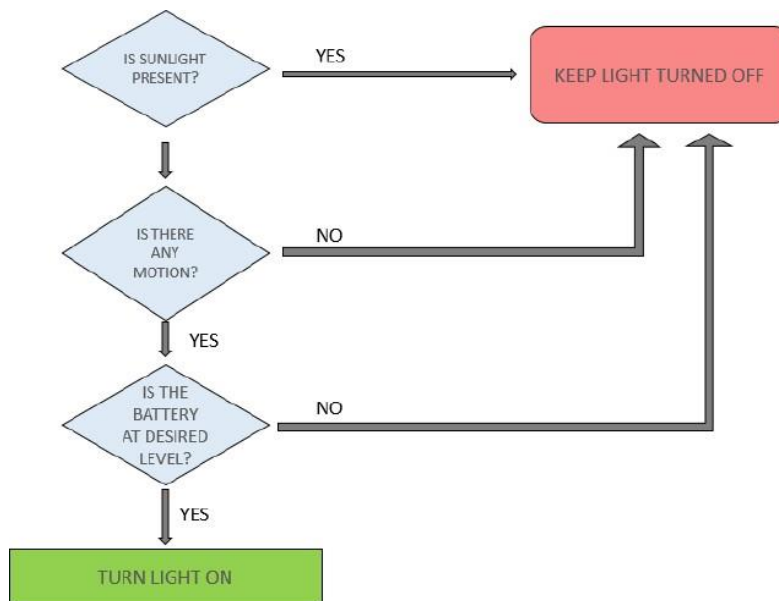 IS SUNLIGHT
PRESENT?
YES
KEEP LIGHT TURNED OFF
IS THERE
ANY
MOTION?
NO
YES
IS THE
BATTERY
AT DESIRED
LEVEL?
NO
YES
TURN LIGHT ON